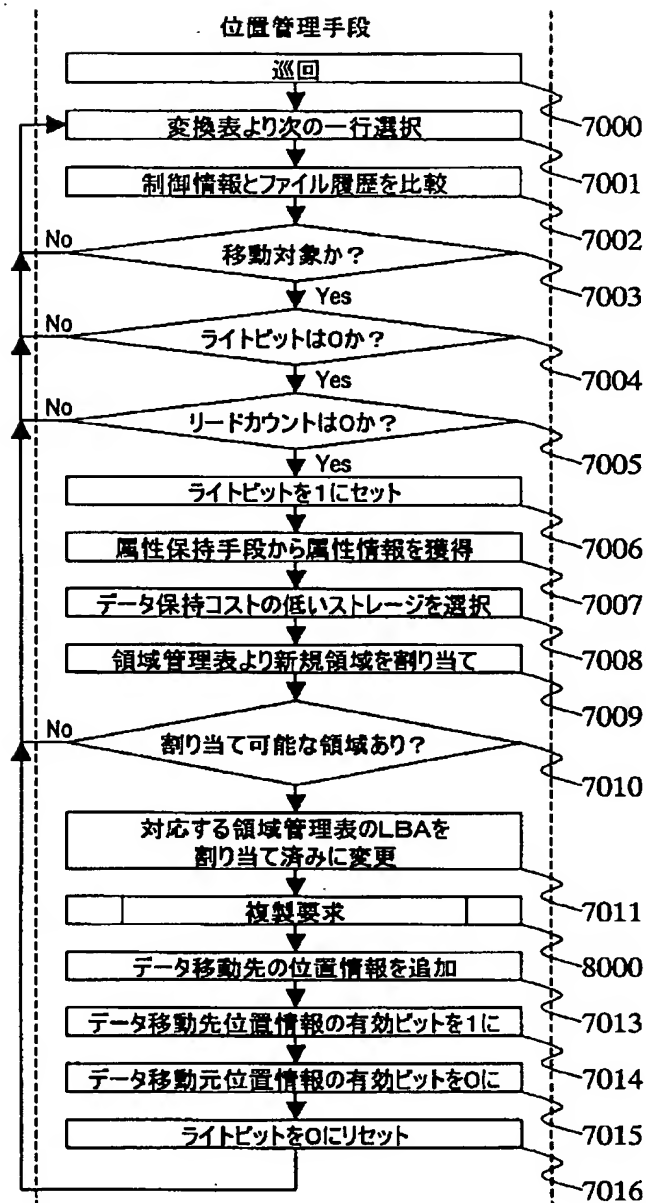 位置管理手段
巡回
7000
変換表より次の一行選択
7001
制御情報とファイル履歴を比較
7002
No
移動対象か？
7003
Yes
No
ライトビットは0か？
7004
Yes
No
リードカウントは0か？
7005
Yes
ライトビットを1にセット
7006
属性保持手段から属性情報を獲得
7007
データ保持コストの低いストレージを選択
7008
領域管理表より新規領域を割り当て
7009
No
割り当て可能な領域あり？
7010
対応する領域管理表のLBAを
割り当て済みに変更
7011
複製要求
8000
データ移動先の位置情報を追加
7013
データ移動先位置情報の有効ビットを1に
7014
データ移動元位置情報の有効ビットを0に
7015
ライトビットを0にリセット
7016